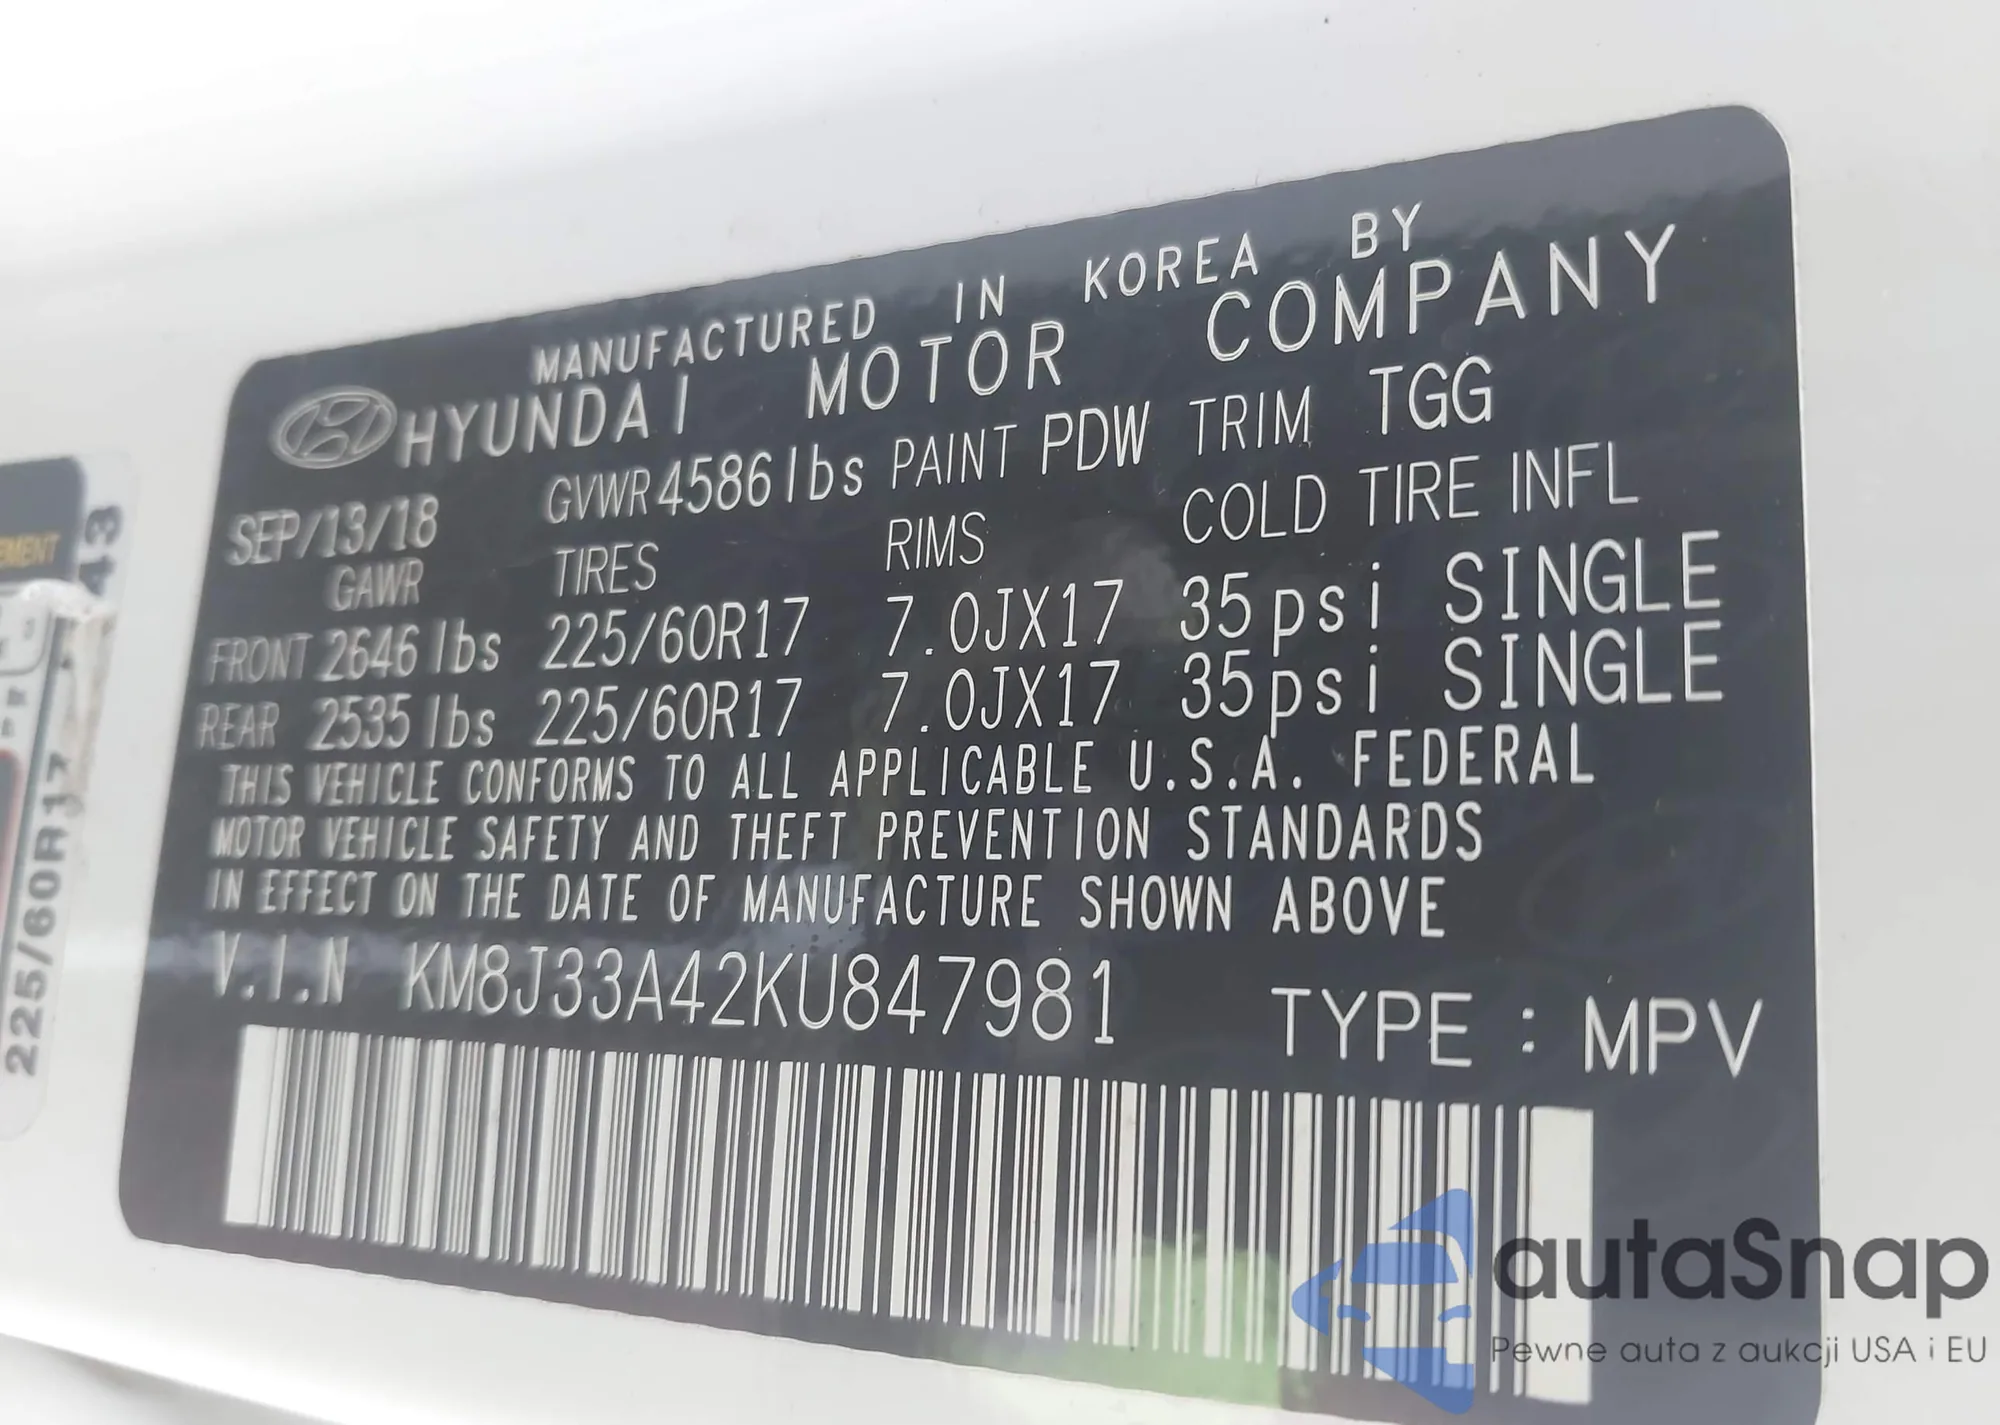 MANUFACTURED IN KOREA BY
HYUNDAI MOTOR COMPANY
SEP/13/18 GVWR 4586lbs PAINT PDW TRIM TGG
GAWR TIRES RIMS COLD TIRE INFL
FRONT 2646 lbs 225/60R17 7.0JX17 35psi SINGLE
REAR 2535 lbs 225/60R17 7.0JX17 35psi SINGLE
THIS VEHICLE CONFORMS TO ALL APPLICABLE U.S.A. FEDERAL
MOTOR VEHICLE SAFETY AND THEFT PREVENTION STANDARDS
IN EFFECT ON THE DATE OF MANUFACTURE SHOWN ABOVE
V.I.N KM8J33A42KU847981
TYPE : MPV
EMENT
43
225/60R17
autaSnap
Pewne auta z aukcji USA i EU